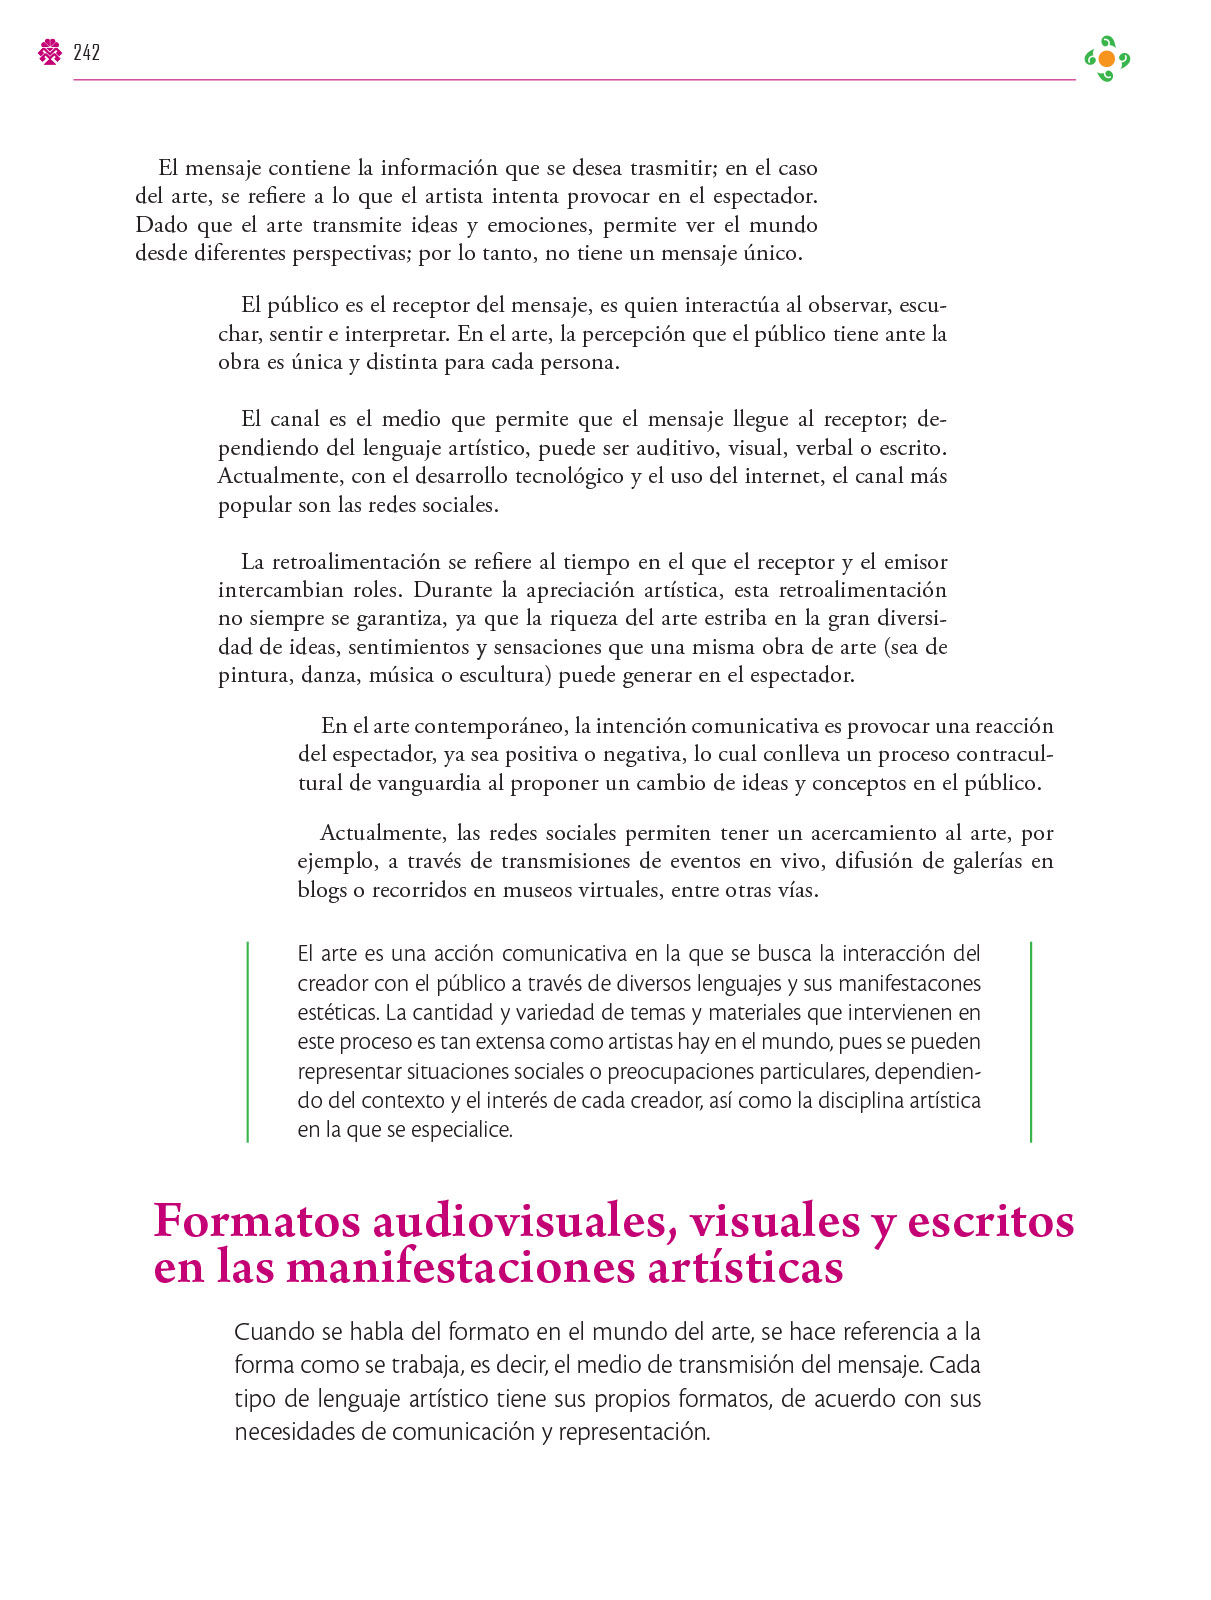 242
El mensaje contiene la información que se desea trasmitir; en el caso
del arte, se refiere a lo que el artista intenta provocar en el espectador.
Dado que el arte transmite ideas y emociones, permite ver el mundo
desde diferentes perspectivas; por lo tanto, no tiene un mensaje único.
El público es el receptor del mensaje, es quien interactúa al observar, escu-
char, sentir e interpretar. En el arte, la percepción que el público tiene ante la
obra es única y distinta para cada persona.
El canal es el medio que permite que el mensaje llegue al receptor; de-
pendiendo del lenguaje artístico, puede ser auditivo, visual, verbal o escrito.
Actualmente, con el desarrollo tecnológico y el uso del internet, el canal más
popular son las redes sociales.
La retroalimentación se refiere al tiempo en el que el receptor y el emisor
intercambian roles. Durante la apreciación artística, esta retroalimentación
no siempre se garantiza, ya que la riqueza del arte estriba en la gran diversi-
dad de ideas, sentimientos y sensaciones que una misma obra de arte (sea de
pintura, danza, música o escultura) puede generar en el espectador.
En el arte contemporáneo, la intención comunicativa es provocar una reacción
del espectador, ya sea positiva o negativa, lo cual conlleva un proceso contracul-
tural de vanguardia al proponer un cambio de ideas y conceptos en el público.
Actualmente, las redes sociales permiten tener un acercamiento al arte, por
ejemplo, a través de transmisiones de eventos en vivo, difusión de galerías en
blogs o recorridos en museos virtuales, entre otras vías.
El arte es una acción comunicativa en la que se busca la interacción del
creador con el público a través de diversos lenguajes y sus manifestacones
estéticas. La cantidad y variedad de temas y materiales que intervienen en
este proceso es tan extensa como artistas hay en el mundo, pues se pueden
representar situaciones sociales o preocupaciones particulares, dependien-
do del contexto y el interés de cada creador, así como la disciplina artística
en la que se especialice.
Formatos audiovisuales, visuales y escritos
en las manifestaciones artísticas
Cuando se habla del formato en el mundo del arte, se hace referencia a la
forma como se trabaja, es decir, el medio de transmisión del mensaje. Cada
tipo de lenguaje artístico tiene sus propios formatos, de acuerdo con sus
necesidades de comunicación y representación.